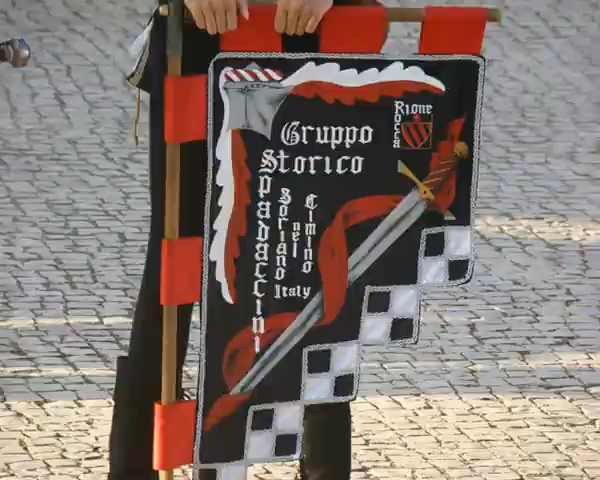 Gruppo
Storico
Spadaccini
Soriano
nel
Cimino
Italy
Rione
Rocca